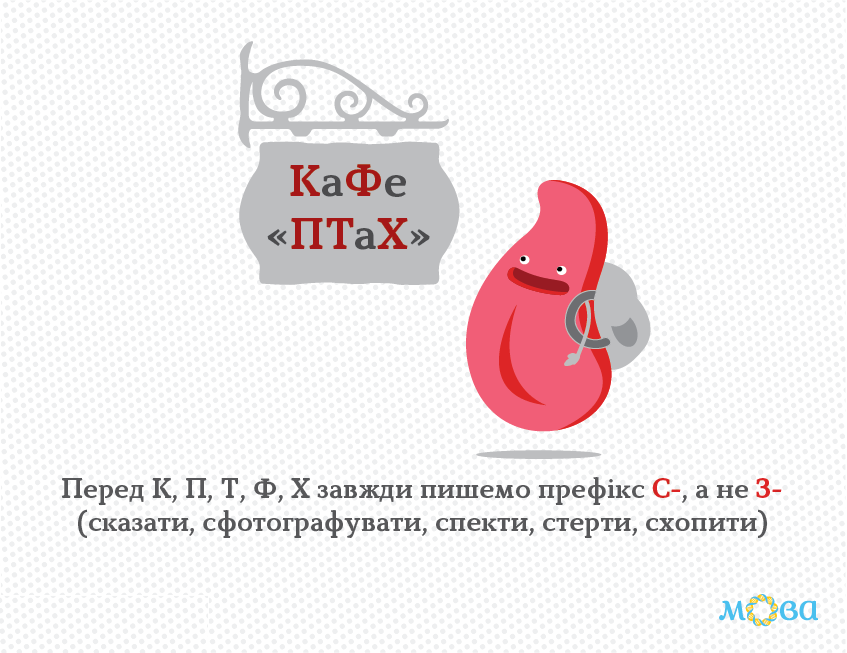 КаФе
«ПТаХ»
Перед К, П, Т, Ф, Х завжди пишемо префікс С-, а не З-
(сказати, сфотографувати, спекти, стерти, схопити)
мова